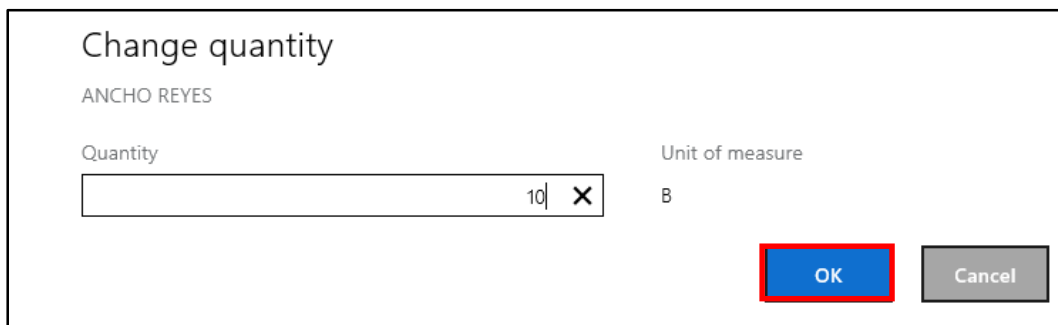 Change quantity
ANCHO REYES
Quantity
Unit of measure
10
B
OK
Cancel